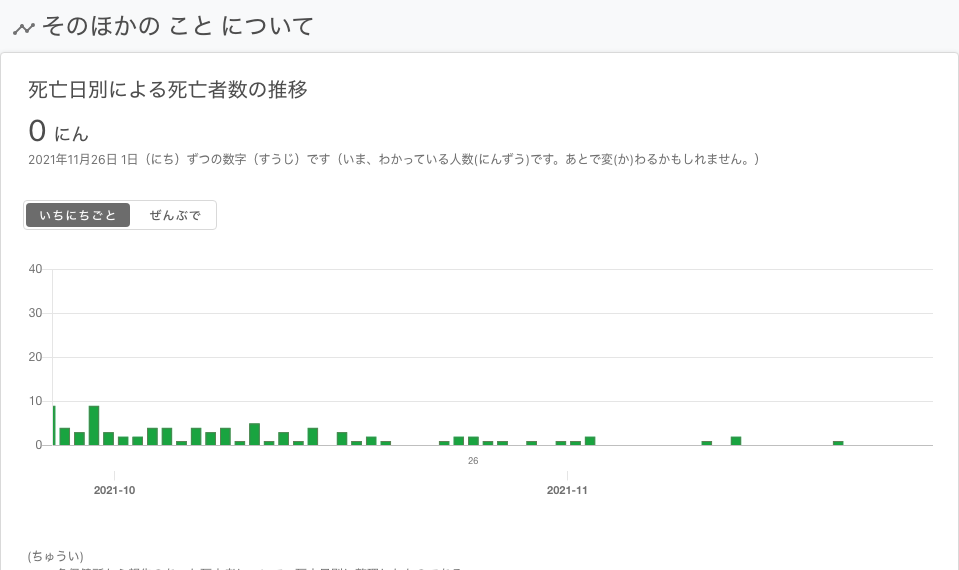 そのほかの こと について
死亡日別による死亡者数の推移
0 にん
2021年11月26日 1日（にち）ずつの数字（すうじ）です（いま、わかっている人数(にんずう)です。あとで変(か)わるかもしれません。）
いちにちごと ぜんぶで
40
30
20
10
0
26
2021-10 2021-11
(ちゅうい)